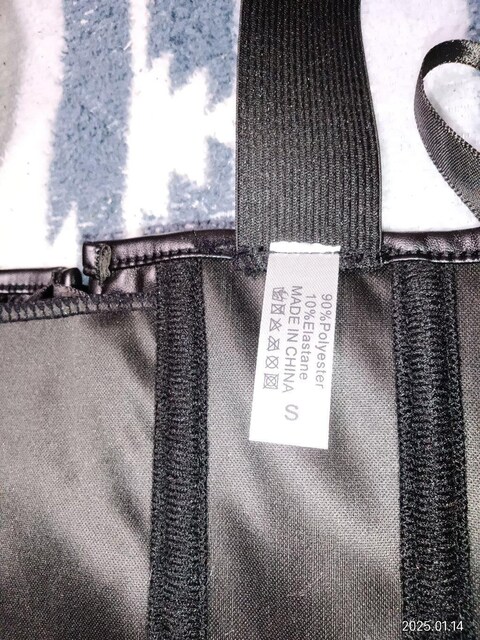 90%Polyester
10%Elastane
MADE IN CHINA
S
2025.01.14